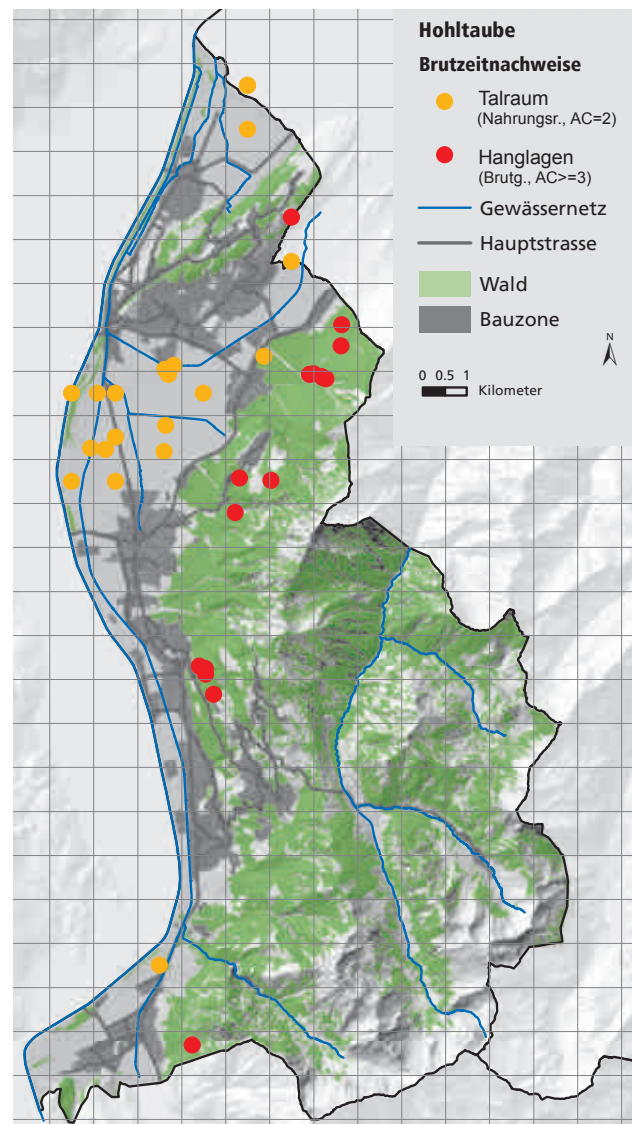 Hohltaube
Brutzeitnachweise
Talraum
(Nahrungsr., AC=2)
Hanglagen
(Brutg., AC>=3)
Gewässernetz
Hauptstrasse
Wald
Bauzone
N
0 0.5 1
Kilometer